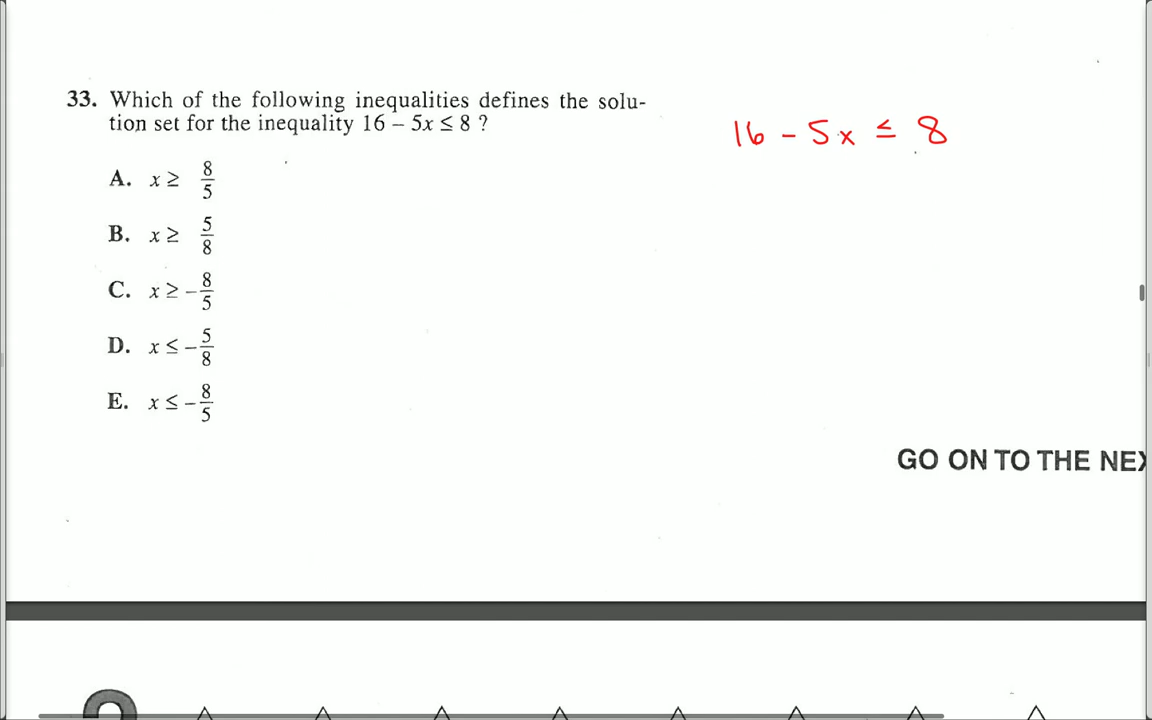 33. Which of the following inequalities defines the solu-
tion set for the inequality 16 – 5x ≤ 8 ?
16 - 5x ≤ 8
A. x ≥ 8/5
B. x ≥ 5/8
C. x ≥ –8/5
D. x ≤ –5/8
E. x ≤ –8/5
GO ON TO THE NEX